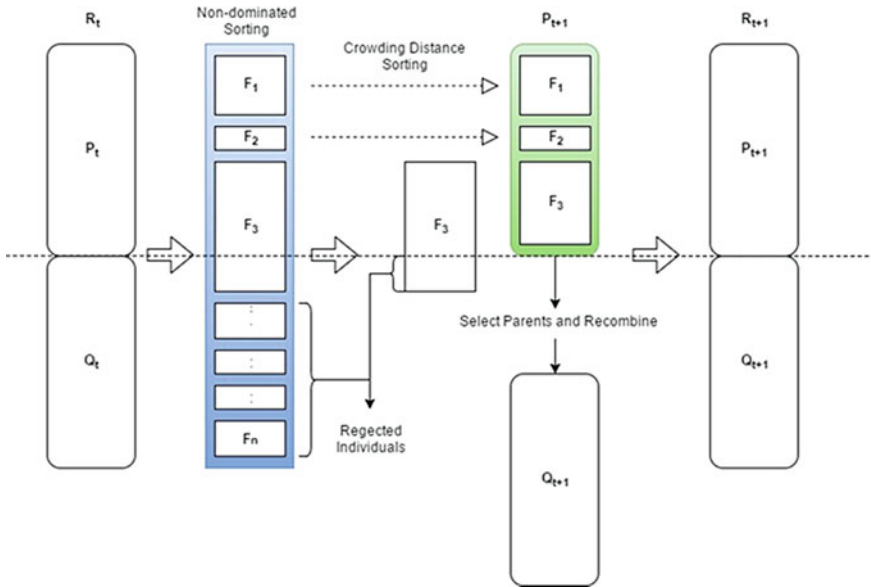 R_t
Non-dominated
Sorting
P_t+1
R_t+1
Crowding Distance
Sorting
F_1
F_1
F_2
F_2
P_t
P_t+1
F_3
F_3
F_3
:
.
Select Parents and Recombine
Q_t
:
Q_t+1
:
Regected
Individuals
F_n
Q_t+1